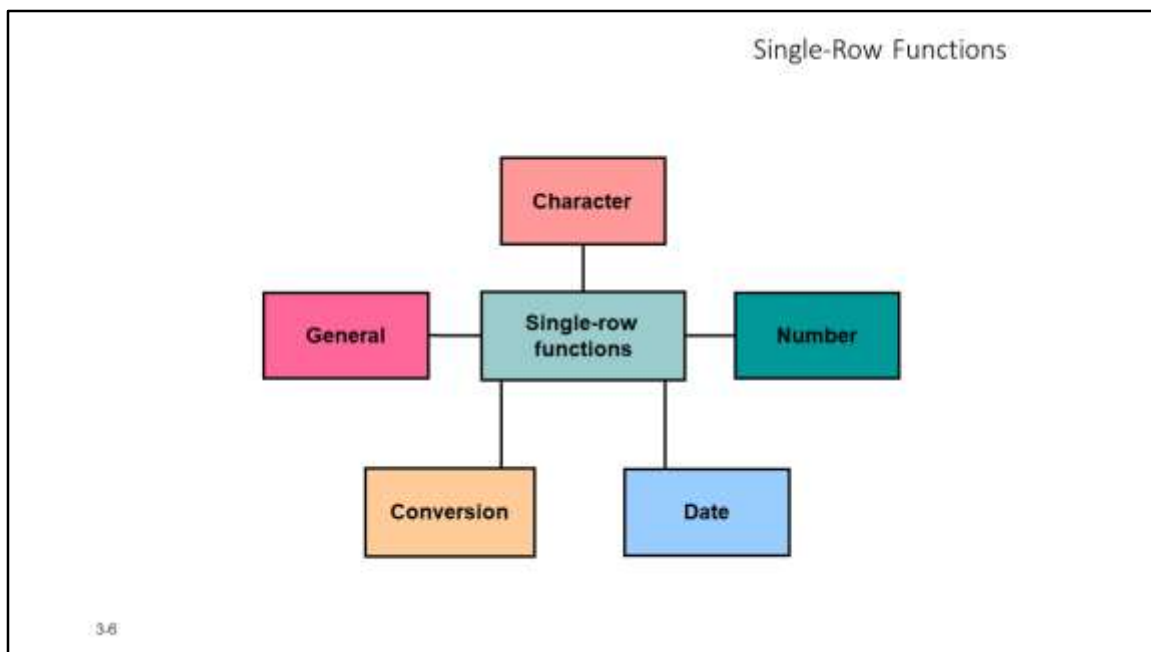 Single-Row Functions
Character
General
Single-row
functions
Number
Conversion
Date
3-6